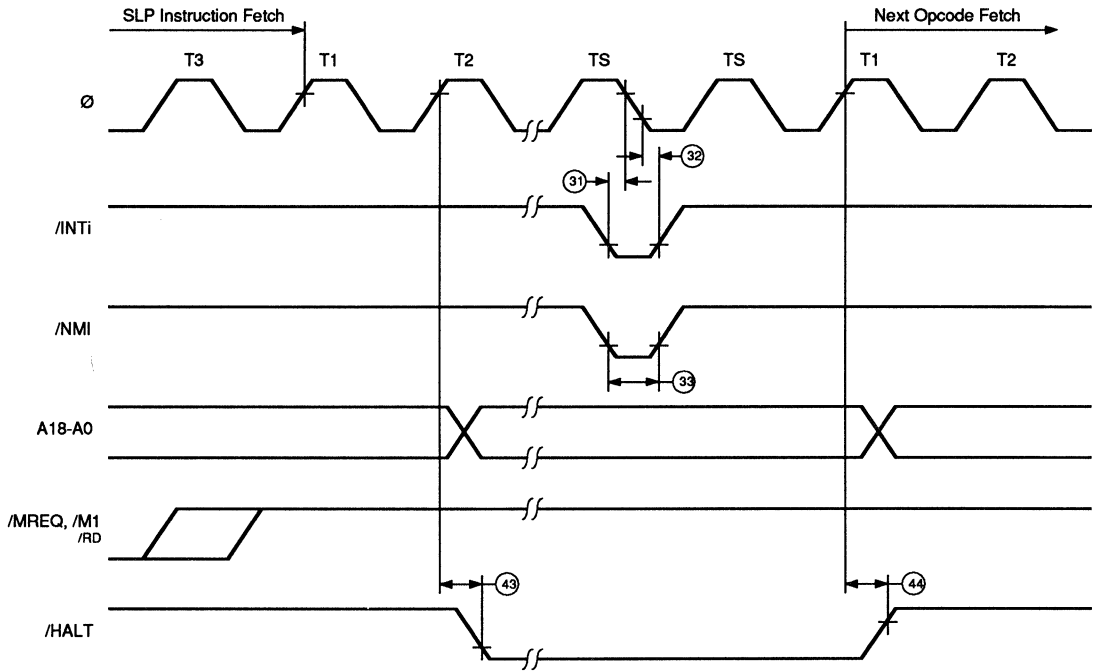 SLP Instruction Fetch
Next Opcode Fetch
T3 T1 T2 TS TS T1 T2
Ø
32
31
/INTi
/NMI
33
A18-A0
/MREQ, /M1
/RD
43
44
/HALT